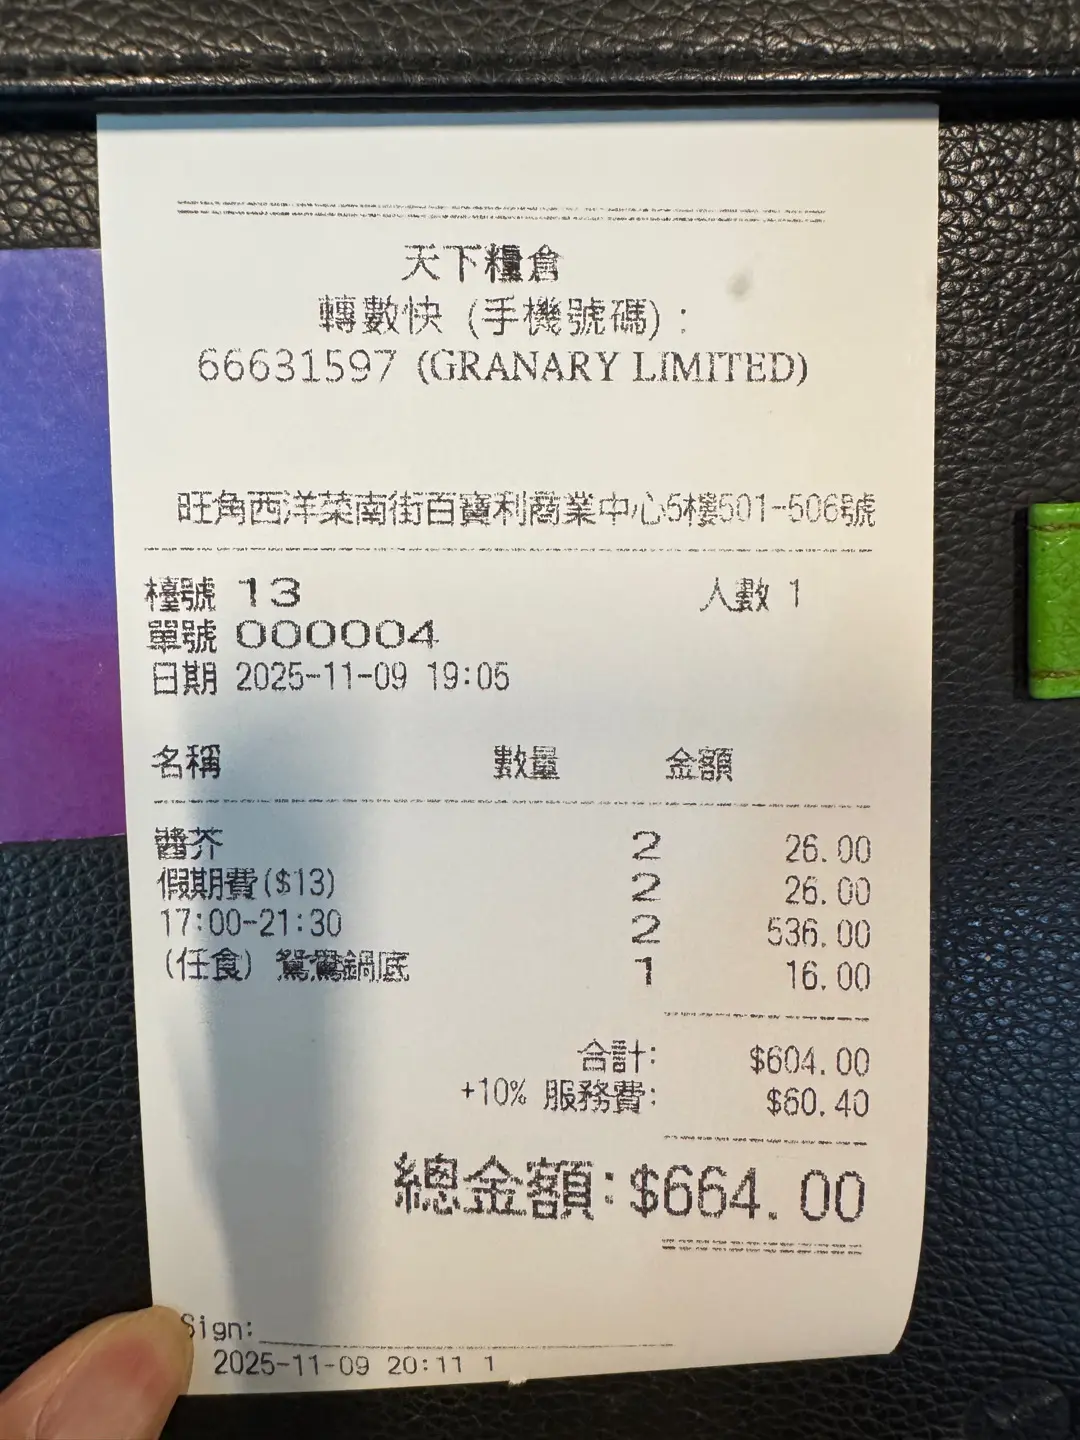 天下糧倉
轉數快 (手機號碼) :
66631597 (GRANARY LIMITED)
旺角西洋菜南街百寶利商業中心5樓501-506號
檯號 13 人數 1
單號 000004
日期 2025-11-09 19:05
名稱 數量 金額
醬芥 2 26.00
假期費($13) 2 26.00
17:00-21:30 2 536.00
(任食) 鴛鴦鍋底 1 16.00
合計: $604.00
+10% 服務費: $60.40
總金額: $664.00
Sign:
2025-11-09 20:11 1